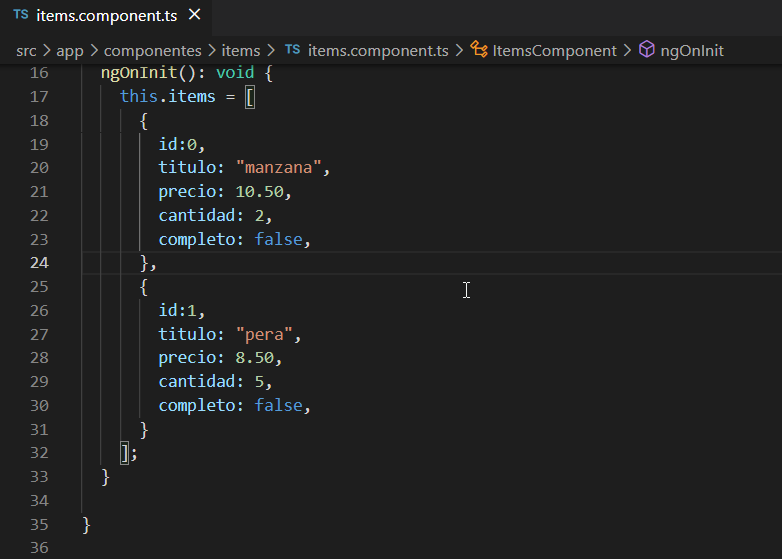 TS items.component.ts ×
src > app > componentes > items > TS items.component.ts > ItemsComponent > ngOnInit
16 ngOnInit(): void {
17 this.items = [
18 {
19 id:0,
20 titulo: "manzana",
21 precio: 10.50,
22 cantidad: 2,
23 completo: false,
24 },
25 {
26 id:1,
27 titulo: "pera",
28 precio: 8.50,
29 cantidad: 5,
30 completo: false,
31 }
32 ];
33 }
34
35 }
36